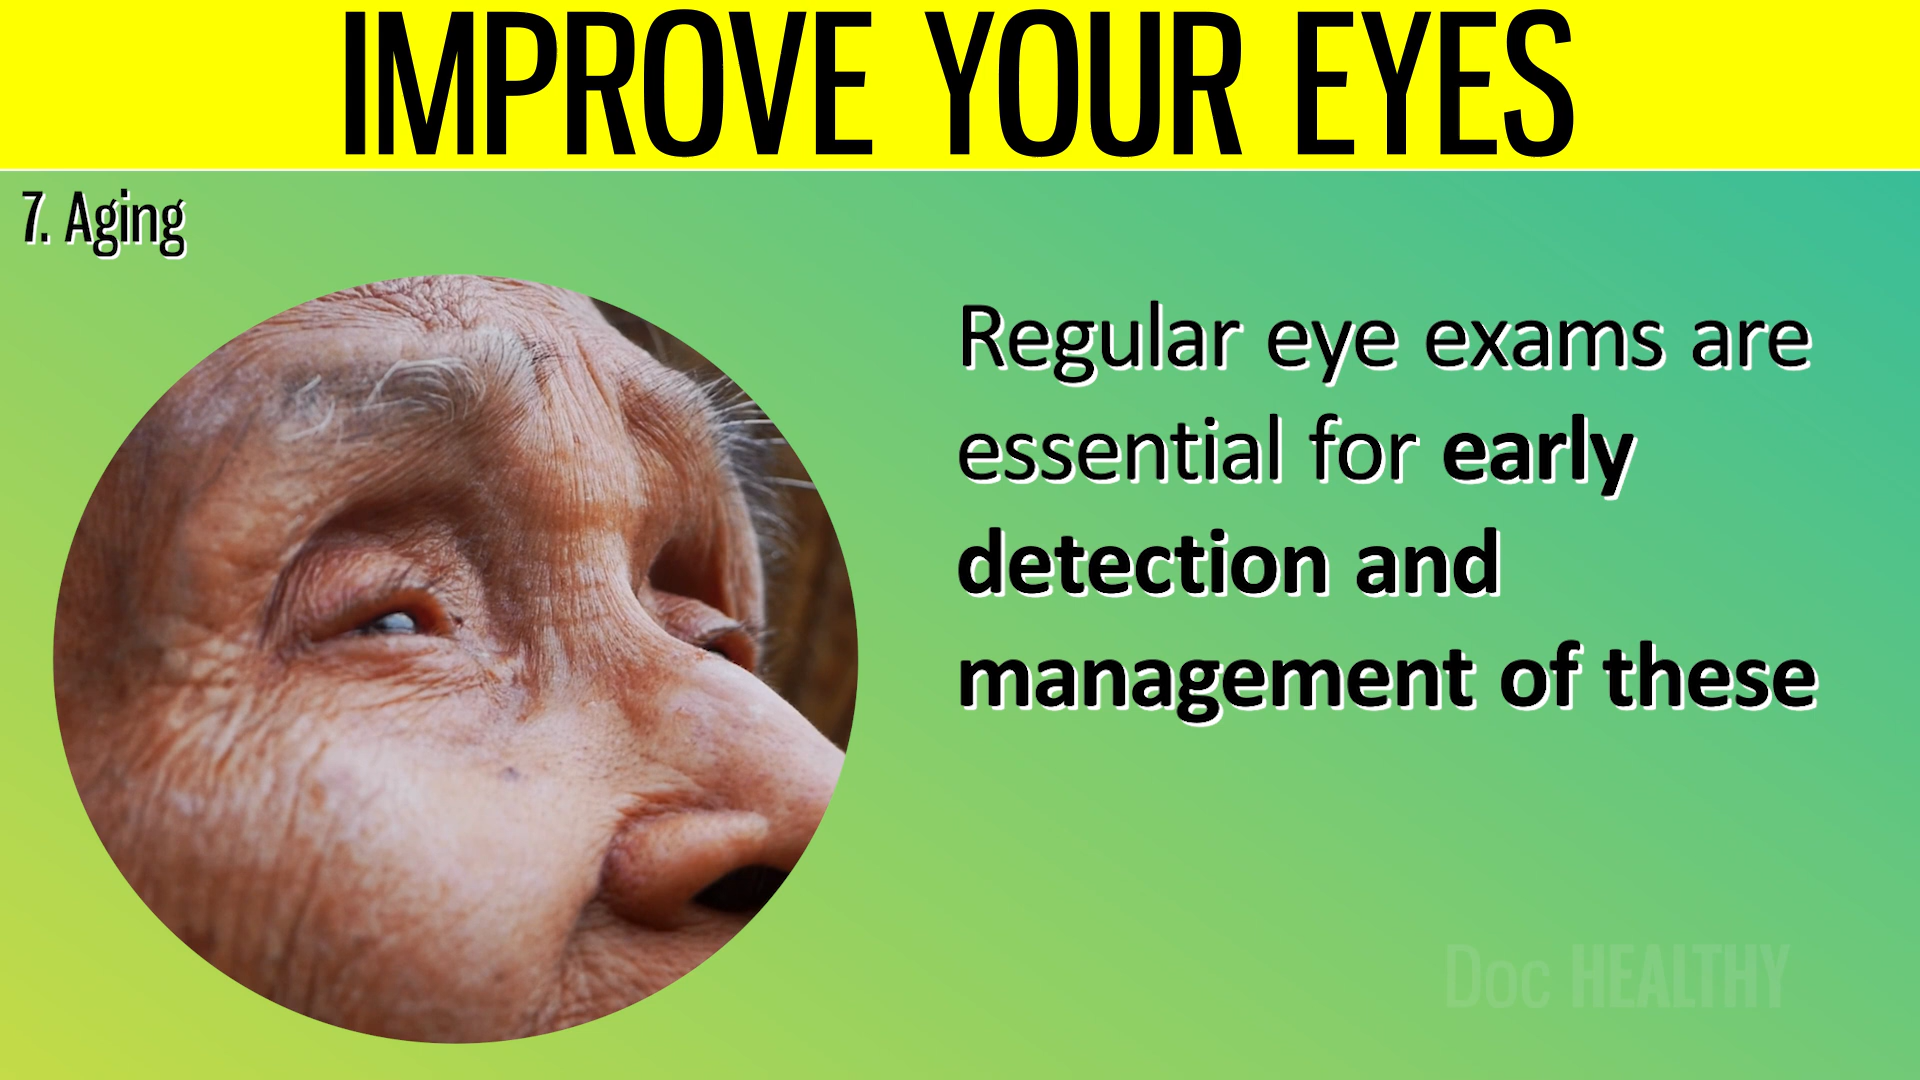 IMPROVE YOUR EYES
7. Aging
Regular eye exams are
essential for early
detection and
management of these
Doc HEALTHY